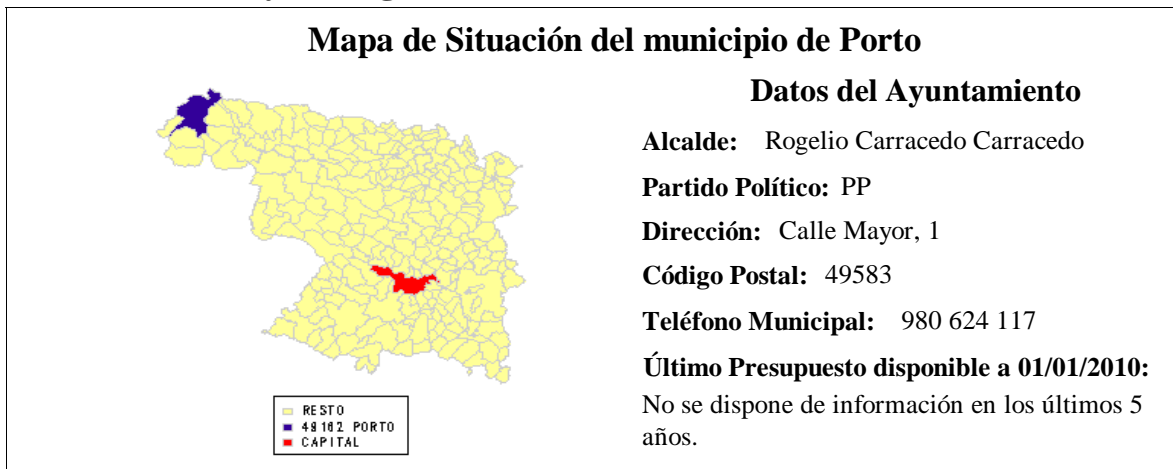 Mapa de Situación del municipio de Porto
Datos del Ayuntamiento
Alcalde: Rogelio Carracedo Carracedo
Partido Político: PP
Dirección: Calle Mayor, 1
Código Postal: 49583
Teléfono Municipal: 980 624 117
Último Presupuesto disponible a 01/01/2010:
No se dispone de información en los últimos 5
años.
RESTO
49162 PORTO
CAPITAL